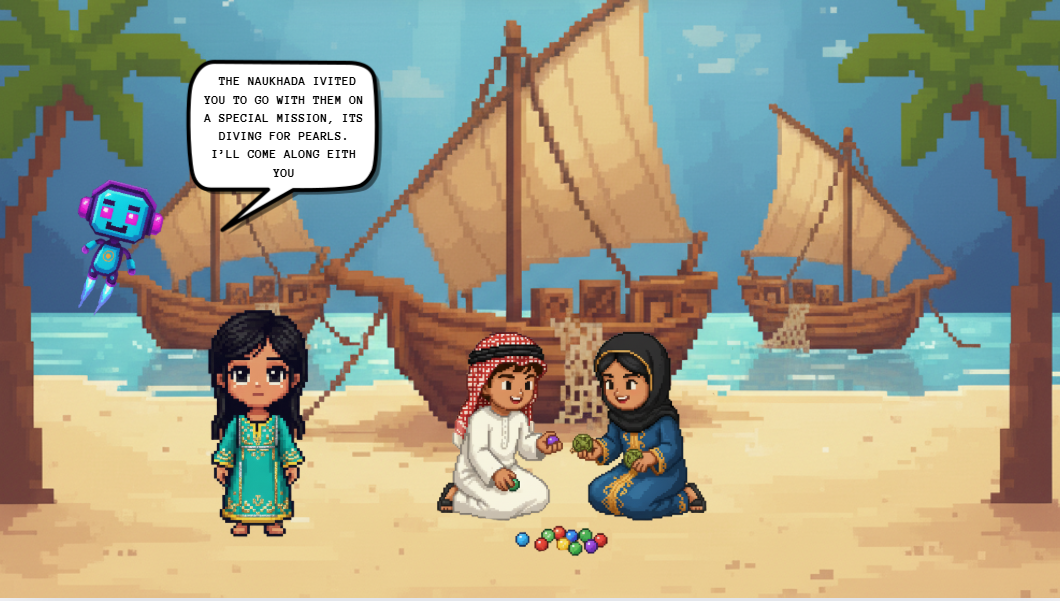 THE NAUKHADA IVITED
YOU TO GO WITH THEM ON
A SPECIAL MISSION, ITS
DIVING FOR PEARLS.
I'LL COME ALONG EITH
YOU